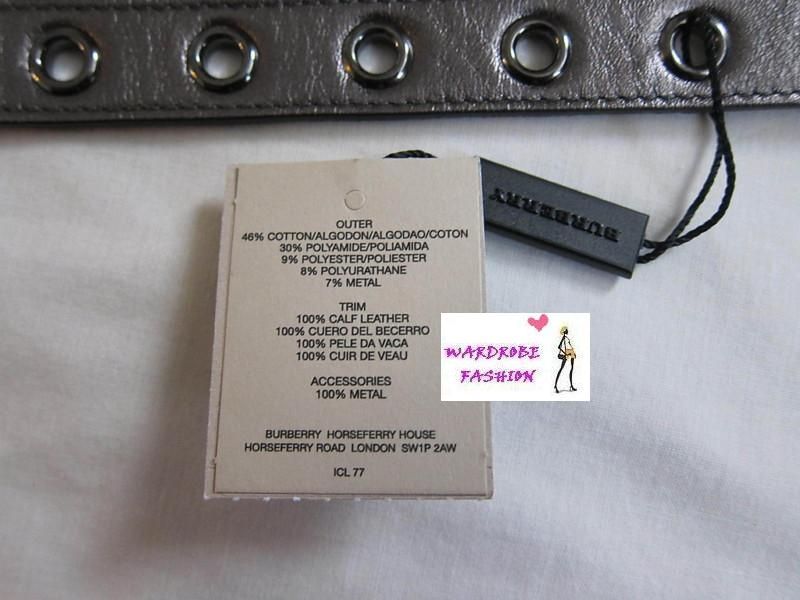 BURBERRY
OUTER
46% COTTON/ALGODON/ALGODAO/COTON
30% POLYAMIDE/POLIAMIDA
9% POLYESTER/POLIESTER
8% POLYURATHANE
7% METAL
TRIM
100% CALF LEATHER
100% CUERO DEL BECERRO
100% PELE DA VACA
100% CUIR DE VEAU
ACCESSORIES
100% METAL
BURBERRY HORSEFERRY HOUSE
HORSEFERRY ROAD LONDON SW1P 2AW
ICL 77
WARDROBE
FASHION